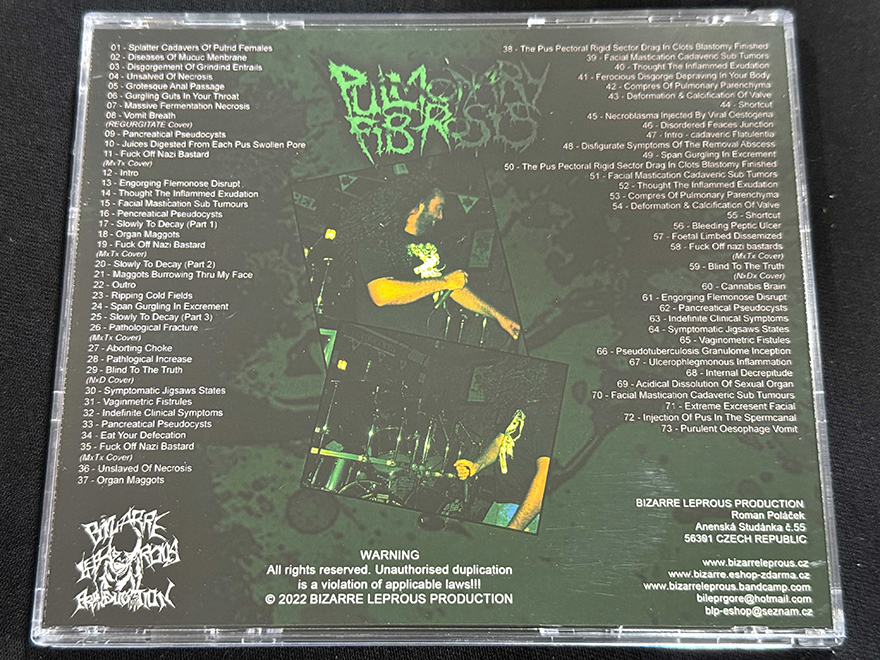 01 - Splatter Cadavers Of Putrid Females
02 - Diseases Of Mucuc Menbrane
03 - Disgorgement Of Grindind Entrails
04 - Unsalved Of Necrosis
05 - Grotesque Anal Passage
06 - Gurgling Guts In Your Throat
07 - Massive Fermentation Necrosis
08 - Vomit Breath
(REGURGITATE Cover)
09 - Pancreatical Pseudocysts
10 - Juices Digested From Each Pus Swollen Pore
11 - Fuck Off Nazi Bastard
(MxTx Cover)
12 - Intro
13 - Engorging Flemonose Disrupt
14 - Thought The Inflammed Exudation
15 - Facial Mastication Sub Tumours
16 - Pencreatical Pseudocysts
17 - Slowly To Decay (Part 1)
18 - Organ Maggots
19 - Fuck Off Nazi Bastard
(MxTx Cover)
20 - Slowly To Decay (Part 2)
21 - Maggots Burrowing Thru My Face
22 - Outro
23 - Ripping Cold Fields
24 - Span Gurgling In Excrement
25 - Slowly To Decay (Part 3)
26 - Pathological Fracture
(MxTx Cover)
27 - Aborting Choke
28 - Pathlogical Increase
29 - Blind To The Truth
(NxD Cover)
30 - Symptomatic Jigsaws States
31 - Vaginmetric Fistrules
32 - Indefinite Clinical Symptoms
33 - Pancreatical Pseudocysts
34 - Eat Your Defecation
35 - Fuck Off Nazi Bastard
(MxTx Cover)
36 - Unslaved Of Necrosis
37 - Organ Maggots
PULMONARY
FIBROSIS
38 - The Pus Pectoral Rigid Sector Drag In Clots Blastomy Finished
39 - Facial Mastication Cadaveric Sub Tumors
40 - Thought The Inflammed Exudation
41 - Ferocious Disgorge Depraving In Your Body
42 - Compres Of Pulmonary Parenchyma
43 - Deformation & Calcification Of Valve
44 - Shortcut
45 - Necroblasma Injected By Viral Cestogena
46 - Disordered Feaces Junction
47 - Intro - cadaveric Flatulentia
48 - Disfigurate Symptoms Of The Removal Abscess
49 - Span Gurgling In Excrement
50 - The Pus Pectoral Rigid Sector Drag In Clots Blastomy Finished
51 - Facial Mastication Cadaveric Sub Tumors
52 - Thought The Inflammed Exudation
53 - Compres Of Pulmonary Parenchyma
54 - Deformation & Calcification Of Valve
55 - Shortcut
56 - Bleeding Peptic Ulcer
57 - Foetal Limbed Dissemized
58 - Fuck Off nazi bastards
(MxTx Cover)
59 - Blind To The Truth
(NxDx Cover)
60 - Cannabis Brain
61 - Engorging Flemonose Disrupt
62 - Pancreatical Pseudocysts
63 - Indefinite Clinical Symptoms
64 - Symptomatic Jigsaws States
65 - Vaginometic Fistules
66 - Pseudotuberculosis Granulome Inception
67 - Ulcerophlegmonous Inflammation
68 - Internal Decrepitude
69 - Acidical Dissolution Of Sexual Organ
70 - Facial Mastication Cadaveric Sub Tumours
71 - Extreme Excresent Facial
72 - Injection Of Pus In The Spermcanal
73 - Purulent Oesophage Vomit
BIZARRE
LEPROUS
PRODUCTION
WARNING
All rights reserved. Unauthorised duplication
is a violation of applicable laws!!!
© 2022 BIZARRE LEPROUS PRODUCTION
BIZARRE LEPROUS PRODUCTION
Roman Poláček
Anenská Studánka č.55
56301 CZECH REPUBLIC
www.bizarreleprous.cz
www.bizarre.eshop-zdarma.cz
www.bizarreleprous.bandcamp.com
bileprgore@hotmail.com
blp-eshop@seznam.cz